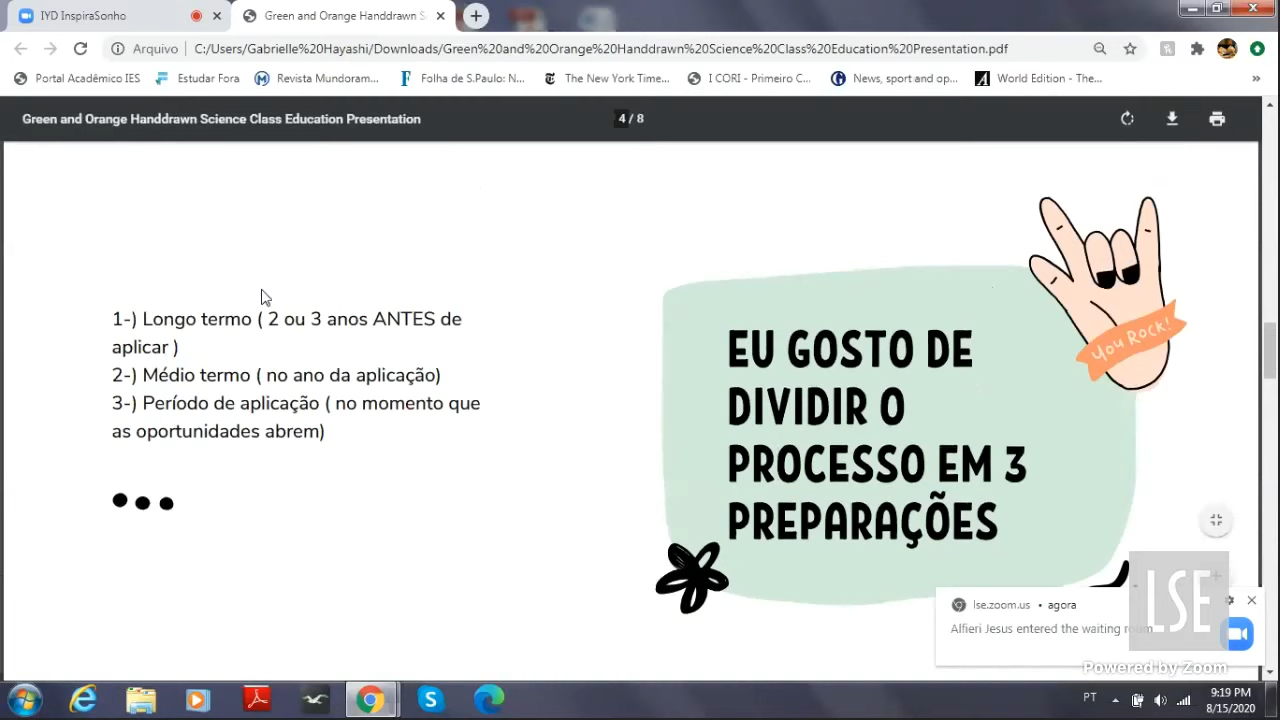 IYD InspiraSonho
Green and Orange Handdrawn S
Arquivo
C:/Users/Gabrielle%20Hayashi/Downloads/Green%20and%20Orange%20Handdrawn%20Science%20Class%20Education%20Presentation.pdf
Portal Acadêmico IES
Estudar Fora
Revista Mundoram...
Folha de S.Paulo: N...
The New York Time...
I CORI - Primeiro C...
News, sport and op...
World Edition - The...
Green and Orange Handdrawn Science Class Education Presentation
4 / 8
1-) Longo termo ( 2 ou 3 anos ANTES de
aplicar )
2-) Médio termo ( no ano da aplicação)
3-) Período de aplicação ( no momento que
as oportunidades abrem)
EU GOSTO DE
DIVIDIR O
PROCESSO EM 3
PREPARAÇÕES
You Rock!
lse.zoom.us • agora
Alfieri Jesus entered the waiting room
LSE
Powered by Zoom
PT
9:19 PM
8/15/2020